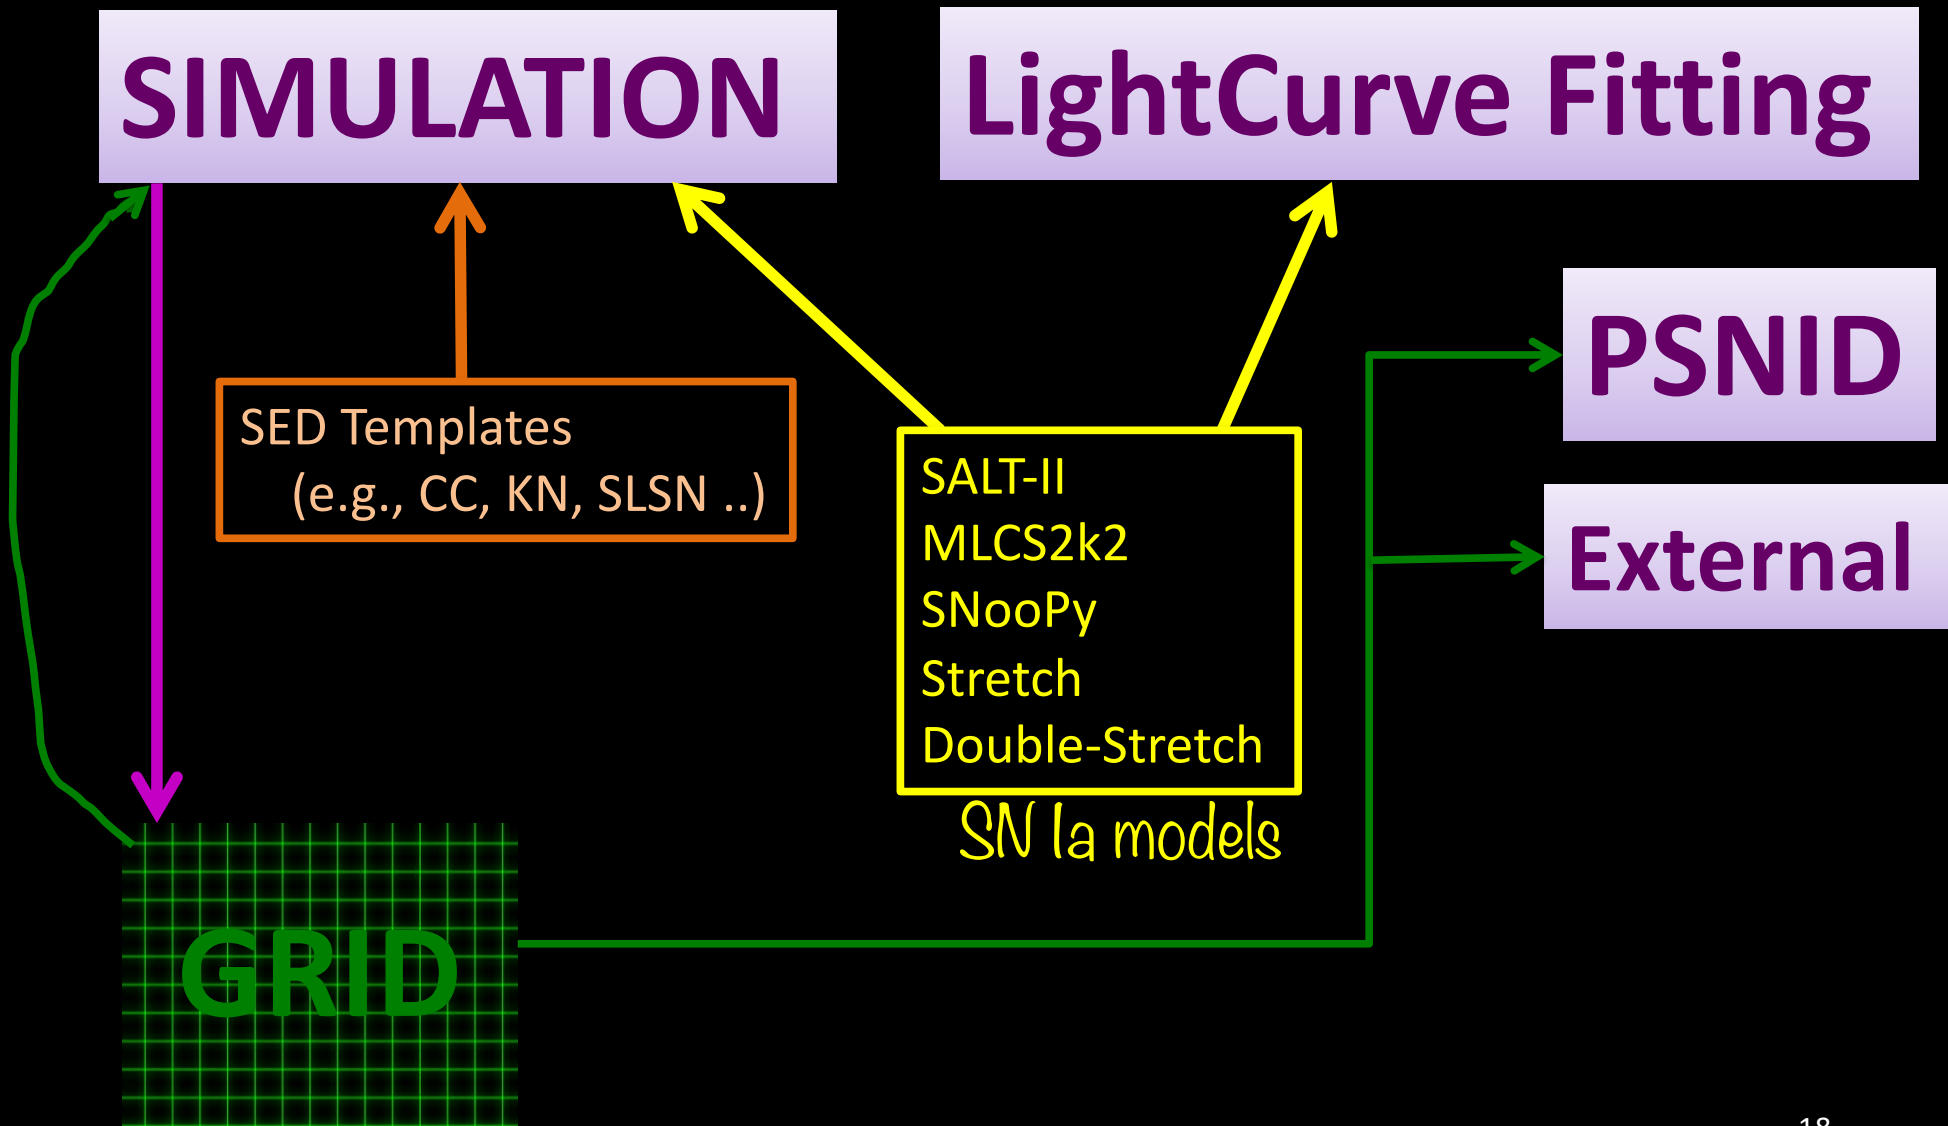 SIMULATION
LightCurve Fitting
PSNID
SED Templates
(e.g., CC, KN, SLSN ..)
SALT-II
MLCS2k2
SNooPy
Stretch
Double-Stretch
External
SN Ia models
GRID
18